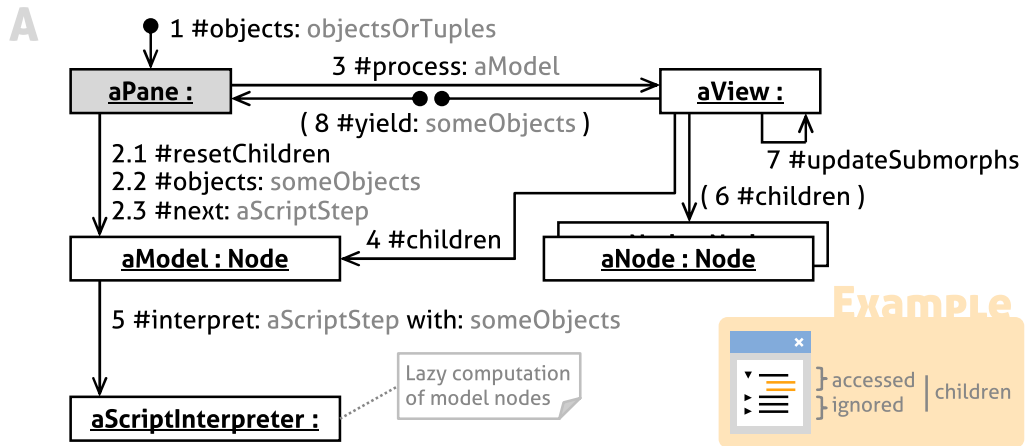 A
1 #objects: objectsOrTuples
3 #process: aModel
aPane :
aView :
( 8 #yield: someObjects )
2.1 #resetChildren
2.2 #objects: someObjects
2.3 #next: aScriptStep
7 #updateSubmorphs
( 6 #children )
4 #children
aModel : Node
aNode : Node
5 #interpret: aScriptStep with: someObjects
Example
Lazy computation
of model nodes
accessed
ignored
children
aScriptInterpreter :